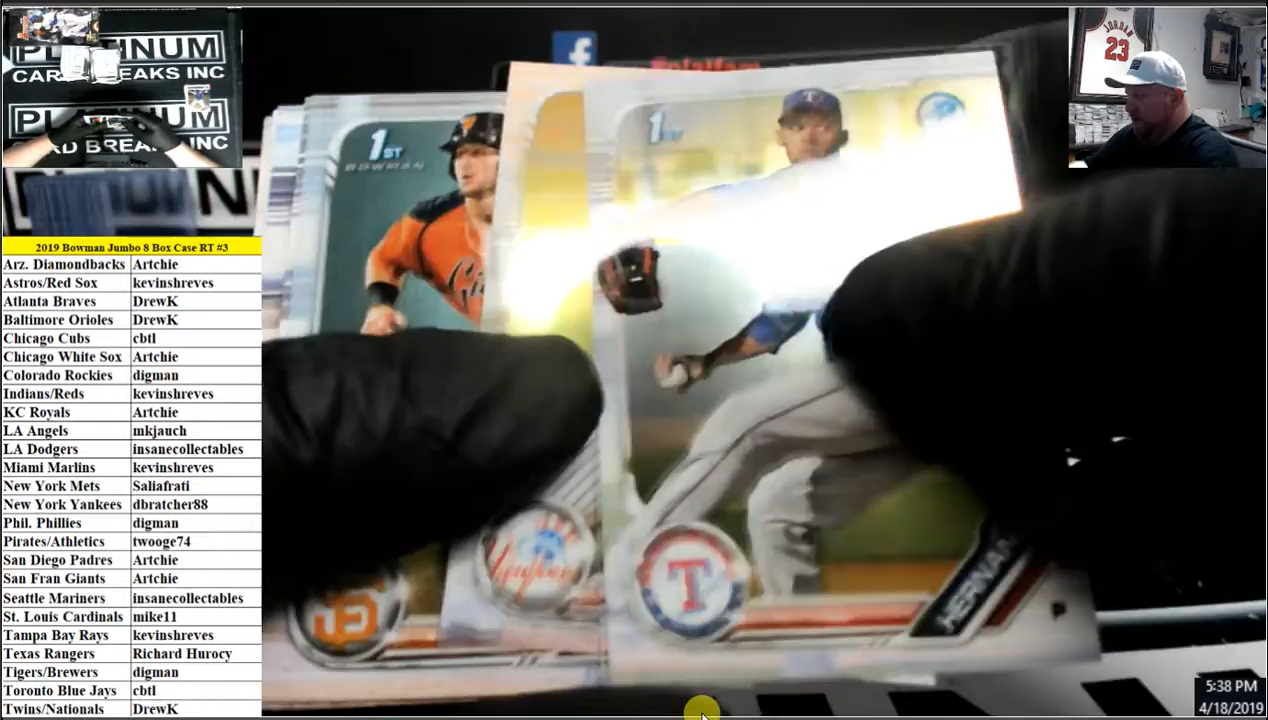 PLATINUM
CARD BREAKS INC
PLATINUM
CARD BREAKS INC
f
JORDAN
23
1ST
BOWMAN
1ST
Yankees
SF
T
2019 Bowman Jumbo 8 Box Case RT #3
Arz. Diamondbacks Artchie
Astros/Red Sox kevinshreves
Atlanta Braves DrewK
Baltimore Orioles DrewK
Chicago Cubs cbtl
Chicago White Sox Artchie
Colorado Rockies digman
Indians/Reds kevinshreves
KC Royals Artchie
LA Angels mkjauch
LA Dodgers insanecollectables
Miami Marlins kevinshreves
New York Mets Saliafrati
New York Yankees dbratcher88
Phil. Phillies digman
Pirates/Athletics twooge74
San Diego Padres Artchie
San Fran Giants Artchie
Seattle Mariners insanecollectables
St. Louis Cardinals mike11
Tampa Bay Rays kevinshreves
Texas Rangers Richard Hurocy
Tigers/Brewers digman
Toronto Blue Jays cbtl
Twins/Nationals DrewK
5:38 PM
4/18/2019